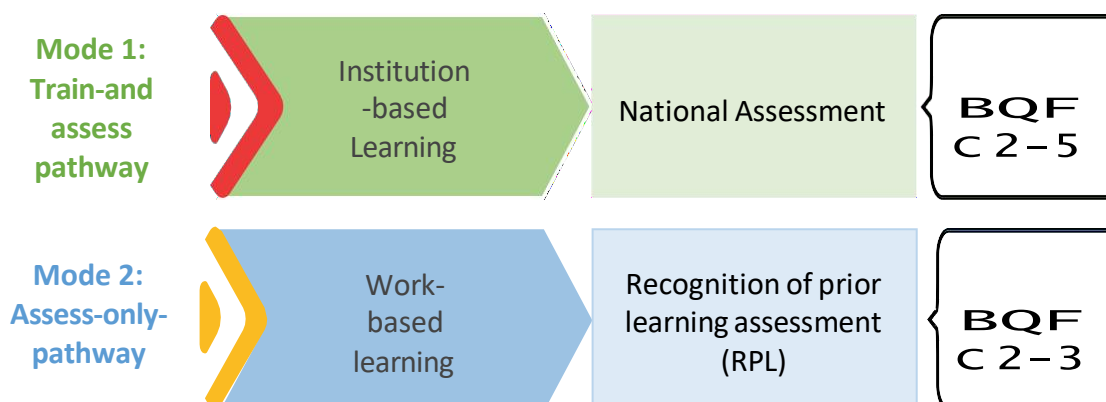 Mode 1:
Train-and
assess
pathway
Institution
-based
Learning
National Assessment
BQF
C 2-5
Mode 2:
Assess-only-
pathway
Work-
based
learning
Recognition of prior
learning assessment
(RPL)
BQF
C 2-3